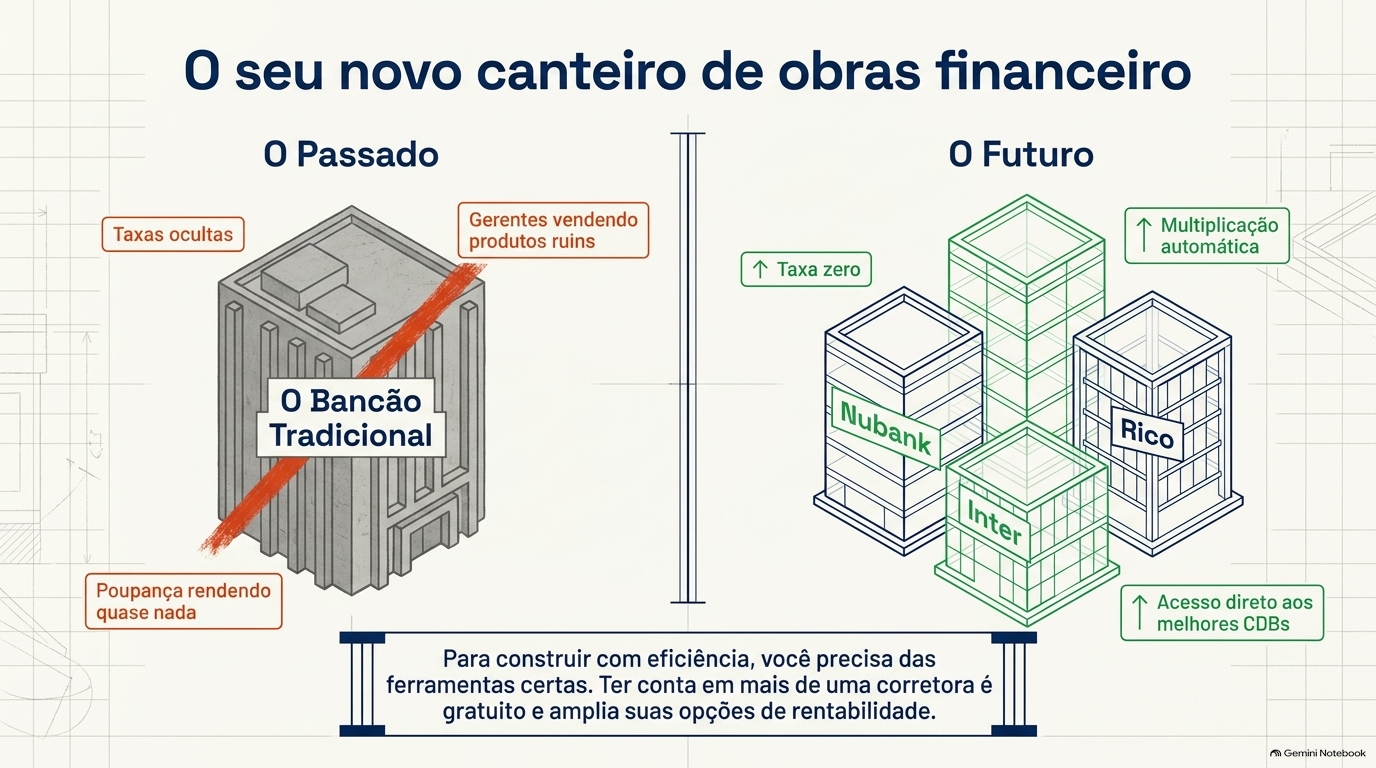 O seu novo canteiro de obras financeiro
O Passado
Taxas ocultas
Gerentes vendendo
produtos ruins
O Bancão
Tradicional
Poupança rendendo
quase nada
O Futuro
↑ Taxa zero
↑ Multiplicação
automática
Nubank
Rico
Inter
↑ Acesso direto aos
melhores CDBs
Para construir com eficiência, você precisa das
ferramentas certas. Ter conta em mais de uma corretora é
gratuito e amplia suas opções de rentabilidade.
Gemini Notebook